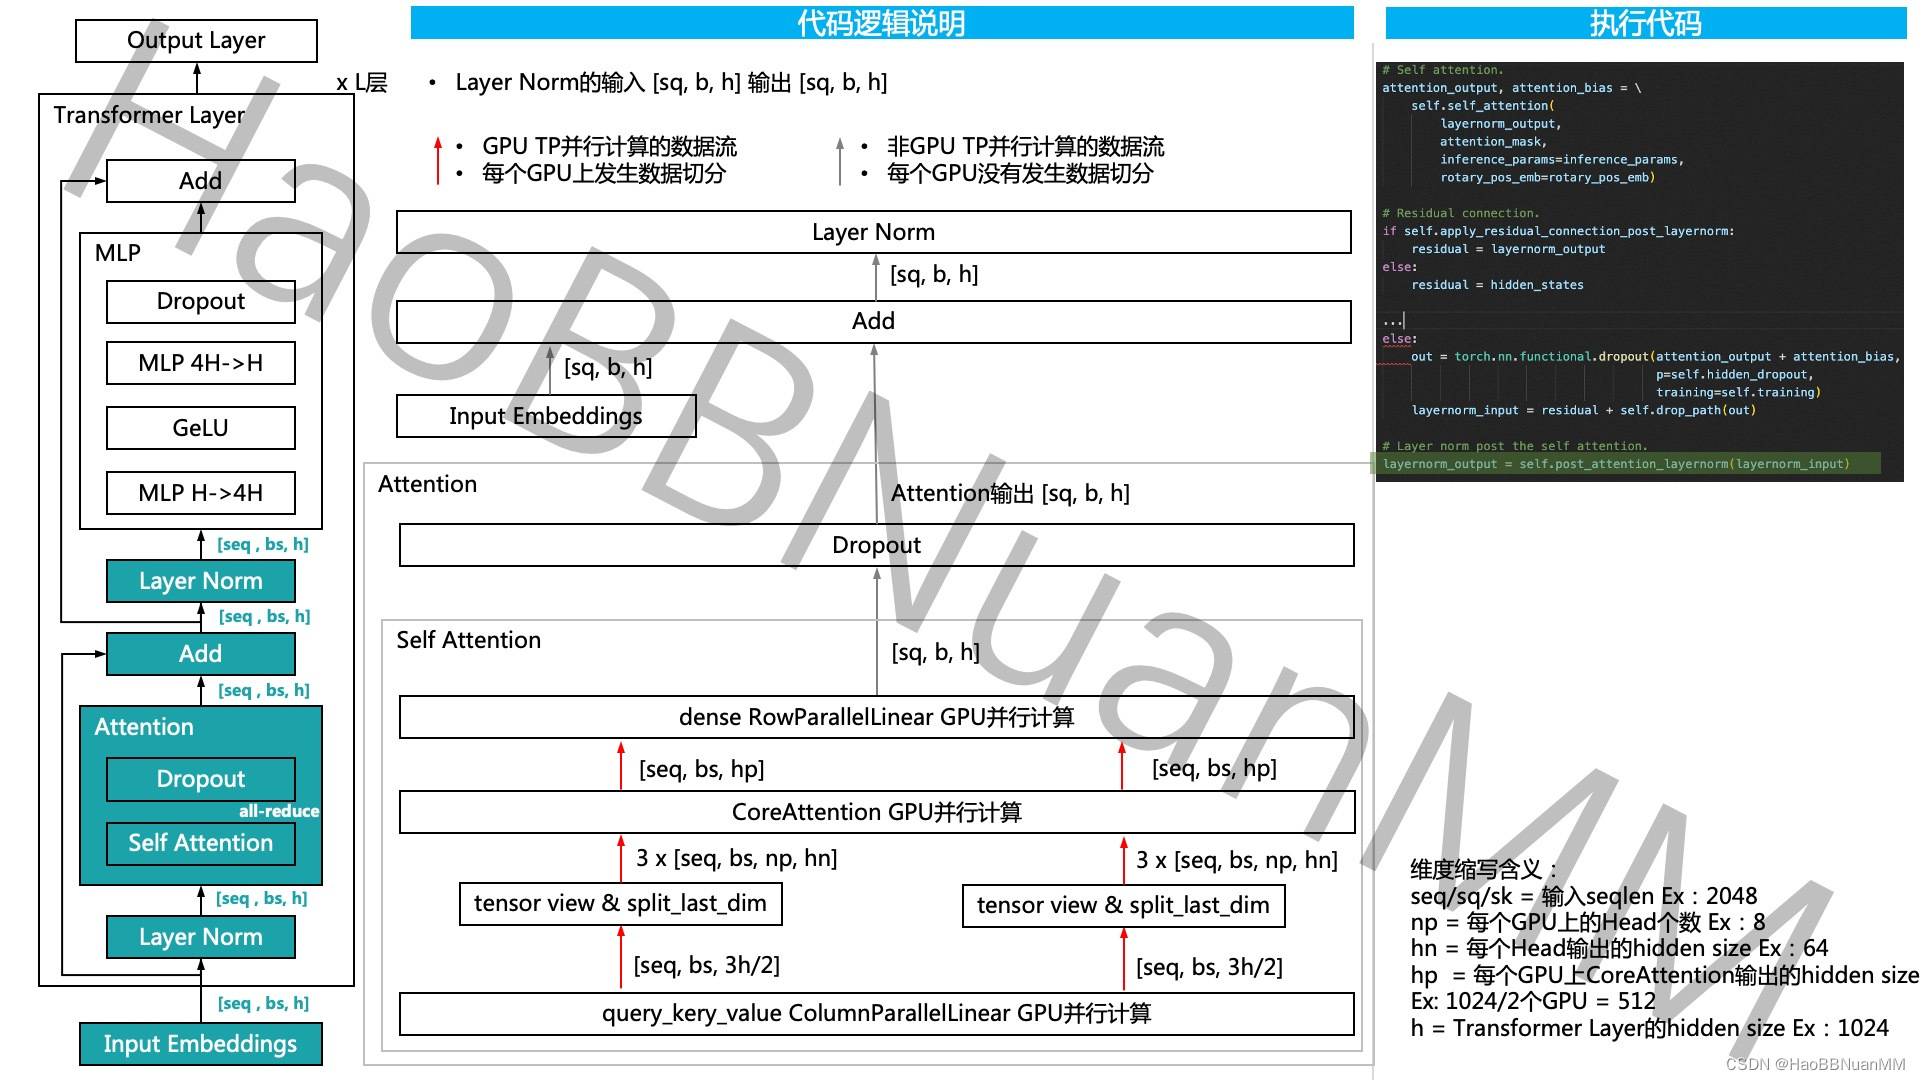 Output Layer
x L层
Transformer Layer
Add
MLP
Dropout
MLP 4H->H
GeLU
MLP H->4H
[seq , bs, h]
Layer Norm
[seq , bs, h]
Add
[seq , bs, h]
Attention
Dropout
all-reduce
Self Attention
[seq , bs, h]
Layer Norm
[seq , bs, h]
Input Embeddings
代码逻辑说明
• Layer Norm的输入 [sq, b, h] 输出 [sq, b, h]
• GPU TP并行计算的数据流
• 每个GPU上发生数据切分
• 非GPU TP并行计算的数据流
• 每个GPU没有发生数据切分
Layer Norm
[sq, b, h]
Add
[sq, b, h]
Input Embeddings
Attention
Attention输出 [sq, b, h]
Dropout
Self Attention
[sq, b, h]
dense RowParallelLinear GPU并行计算
[seq, bs, hp]
[seq, bs, hp]
CoreAttention GPU并行计算
3 x [seq, bs, np, hn]
3 x [seq, bs, np, hn]
tensor view & split_last_dim
tensor view & split_last_dim
[seq, bs, 3h/2]
[seq, bs, 3h/2]
query_kery_value ColumnParallelLinear GPU并行计算
执行代码
# Self attention.
attention_output, attention_bias = \
self.self_attention(
layernorm_output,
attention_mask,
inference_params=inference_params,
rotary_pos_emb=rotary_pos_emb)
# Residual connection.
if self.apply_residual_connection_post_layernorm:
residual = layernorm_output
else:
residual = hidden_states
...
else:
out = torch.nn.functional.dropout(attention_output + attention_bias,
p=self.hidden_dropout,
training=self.training)
layernorm_input = residual + self.drop_path(out)
# Layer norm post the self attention.
layernorm_output = self.post_attention_layernorm(layernorm_input)
维度缩写含义：
seq/sq/sk = 输入seqlen Ex：2048
np = 每个GPU上的Head个数 Ex：8
hn = 每个Head输出的hidden size Ex：64
hp = 每个GPU上CoreAttention输出的hidden size
Ex: 1024/2个GPU = 512
h = Transformer Layer的hidden size Ex：1024
HaoBBNuanMM
CSDN @HaoBBNuanMM